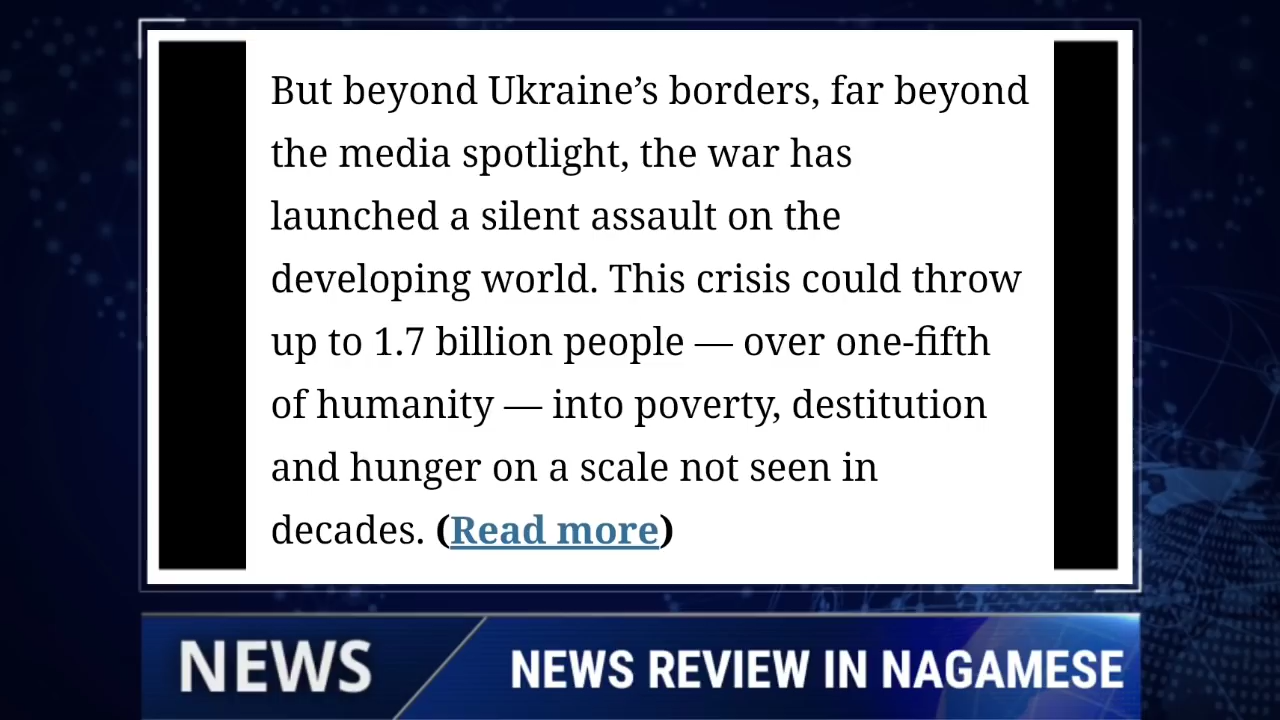 But beyond Ukraine’s borders, far beyond
the media spotlight, the war has
launched a silent assault on the
developing world. This crisis could throw
up to 1.7 billion people — over one-fifth
of humanity — into poverty, destitution
and hunger on a scale not seen in
decades. (Read more)
NEWS
NEWS REVIEW IN NAGAMESE